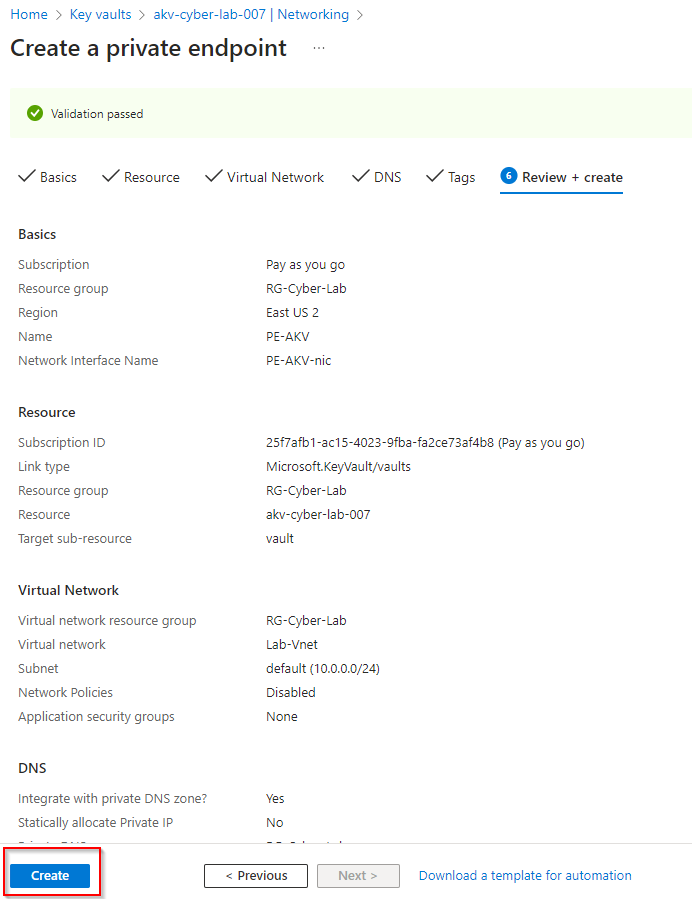 Home > Key vaults > akv-cyber-lab-007 | Networking >
Create a private endpoint ...
Validation passed
Basics Resource Virtual Network DNS Tags 6 Review + create
Basics
Subscription Pay as you go
Resource group RG-Cyber-Lab
Region East US 2
Name PE-AKV
Network Interface Name PE-AKV-nic
Resource
Subscription ID 25f7afb1-ac15-4023-9fba-fa2ce73af4b8 (Pay as you go)
Link type Microsoft.KeyVault/vaults
Resource group RG-Cyber-Lab
Resource akv-cyber-lab-007
Target sub-resource vault
Virtual Network
Virtual network resource group RG-Cyber-Lab
Virtual network Lab-Vnet
Subnet default (10.0.0.0/24)
Network Policies Disabled
Application security groups None
DNS
Integrate with private DNS zone? Yes
Statically allocate Private IP No
Create < Previous Next > Download a template for automation